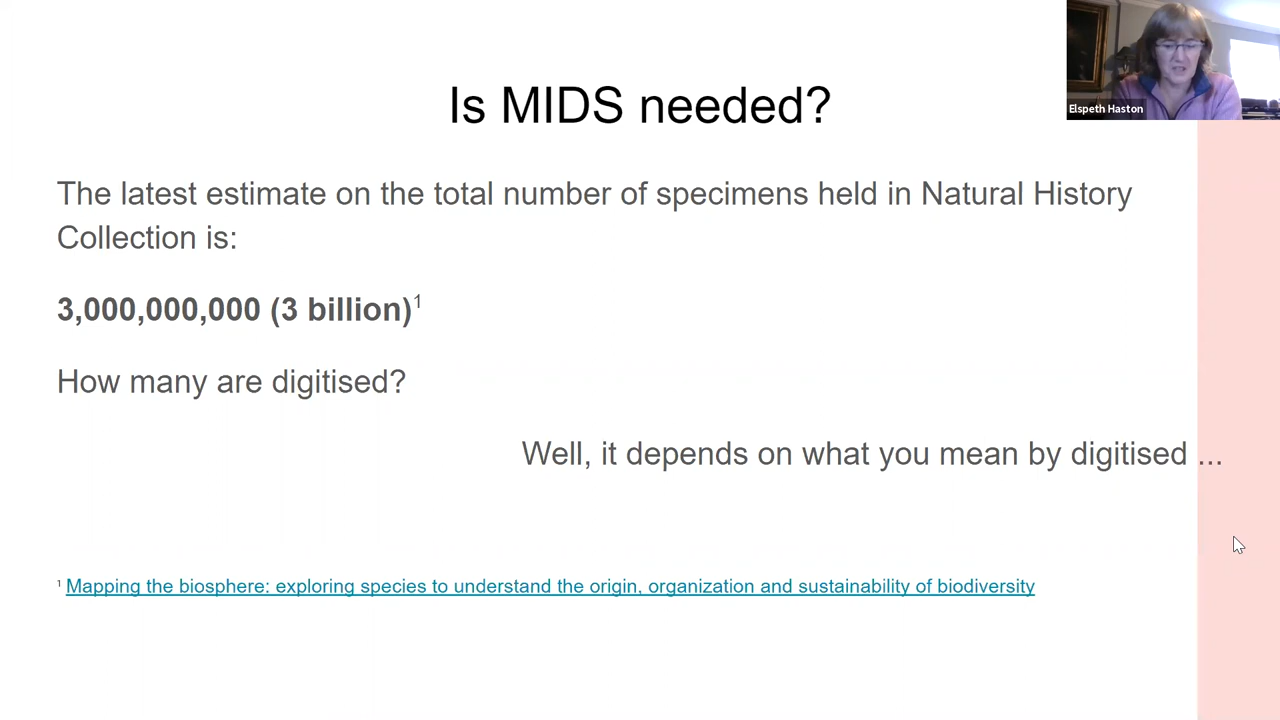 Is MIDS needed?
Elspeth Haston
The latest estimate on the total number of specimens held in Natural History
Collection is:
3,000,000,000 (3 billion)¹
How many are digitised?
Well, it depends on what you mean by digitised ...
¹ Mapping the biosphere: exploring species to understand the origin, organization and sustainability of biodiversity